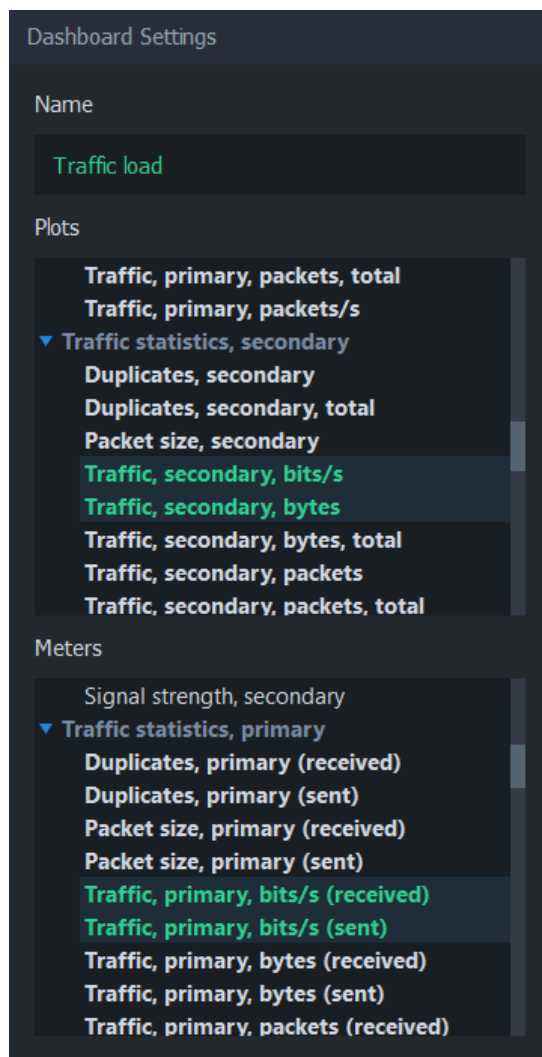 Dashboard Settings
Name
Traffic load
Plots
Traffic, primary, packets, total
Traffic, primary, packets/s
Traffic statistics, secondary
Duplicates, secondary
Duplicates, secondary, total
Packet size, secondary
Traffic, secondary, bits/s
Traffic, secondary, bytes
Traffic, secondary, bytes, total
Traffic, secondary, packets
Traffic, secondary, packets, total
Meters
Signal strength, secondary
Traffic statistics, primary
Duplicates, primary (received)
Duplicates, primary (sent)
Packet size, primary (received)
Packet size, primary (sent)
Traffic, primary, bits/s (received)
Traffic, primary, bits/s (sent)
Traffic, primary, bytes (received)
Traffic, primary, bytes (sent)
Traffic, primary, packets (received)